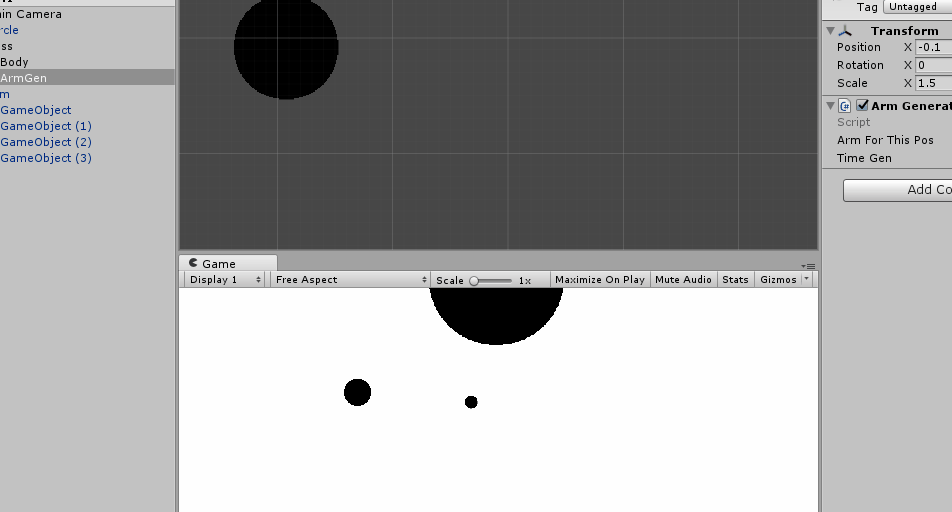 in Camera
rcle
ss
Body
ArmGen
m
GameObject
GameObject (1)
GameObject (2)
GameObject (3)
Tag Untagged
Transform
Position X -0.1
Rotation X 0
Scale X 1.5
Arm Generat
Script
Arm For This Pos
Time Gen
Add Co
Game
Display 1 Free Aspect Scale 1x Maximize On Play Mute Audio Stats Gizmos